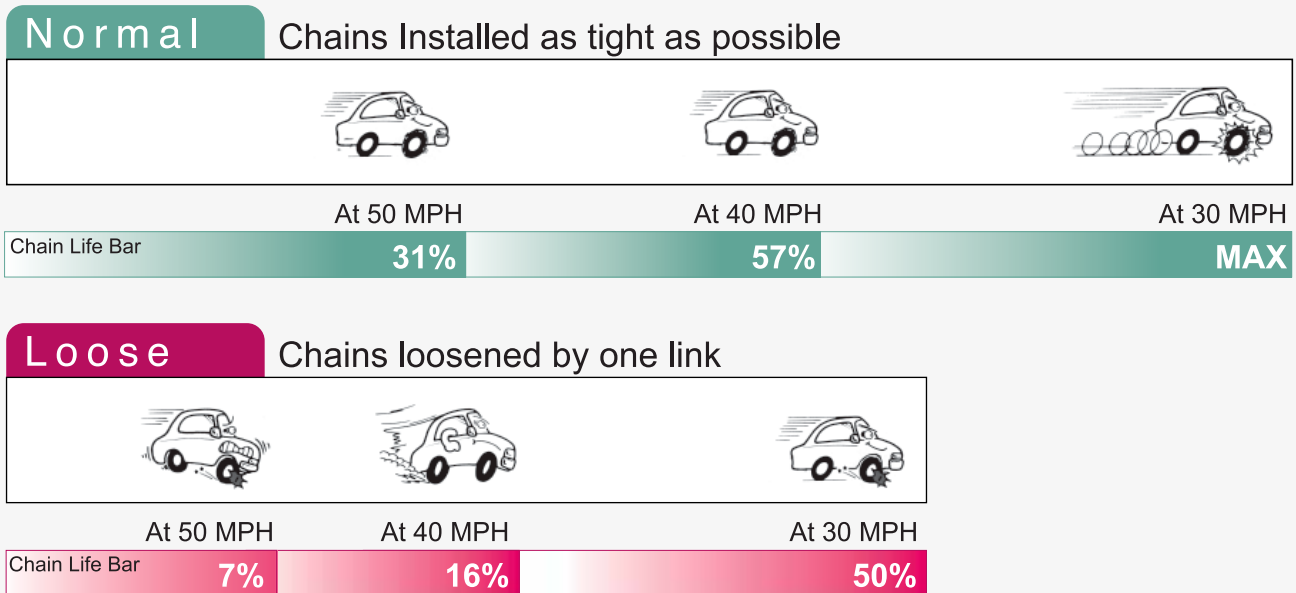 Normal Chains Installed as tight as possible
At 50 MPH At 40 MPH At 30 MPH
Chain Life Bar 31% 57% MAX
Loose Chains loosened by one link
At 50 MPH At 40 MPH At 30 MPH
Chain Life Bar 7% 16% 50%